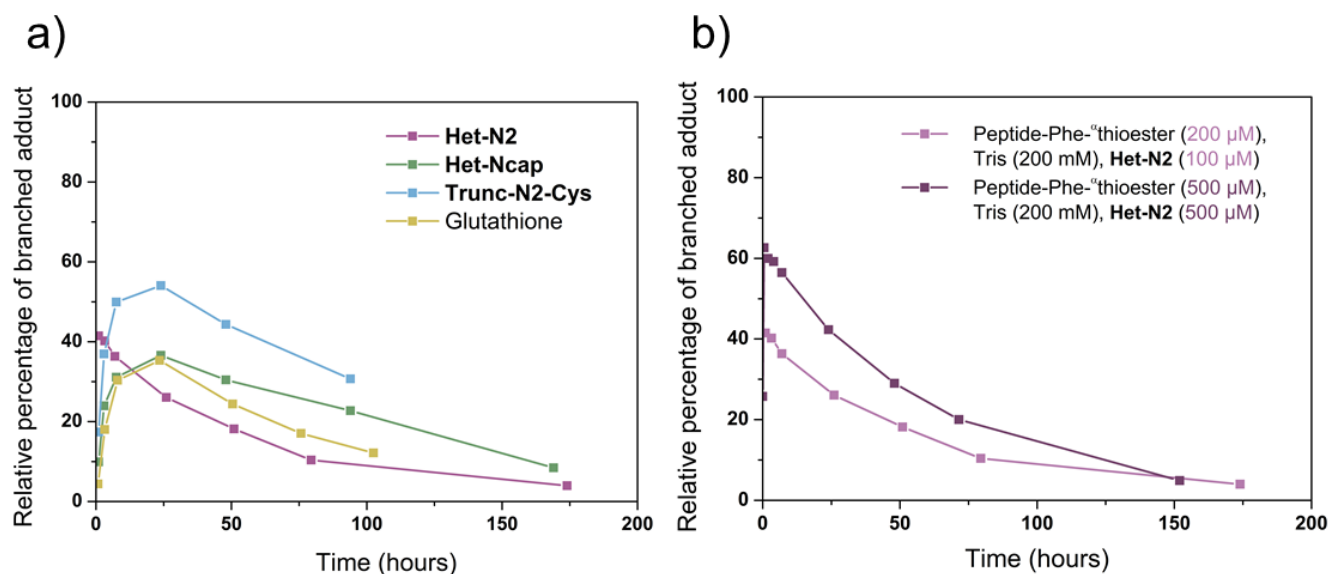 a)
Relative percentage of branched adduct
100
80
60
40
20
0
0
50
100
150
200
Time (hours)
Het-N2
Het-Ncap
Trunc-N2-Cys
Glutathione
b)
Relative percentage of branched adduct
100
80
60
40
20
0
0
50
100
150
200
Time (hours)
Peptide-Phe-ᵅthioester (200 μM),
Tris (200 mM), Het-N2 (100 μM)
Peptide-Phe-ᵅthioester (500 μM),
Tris (200 mM), Het-N2 (500 μM)